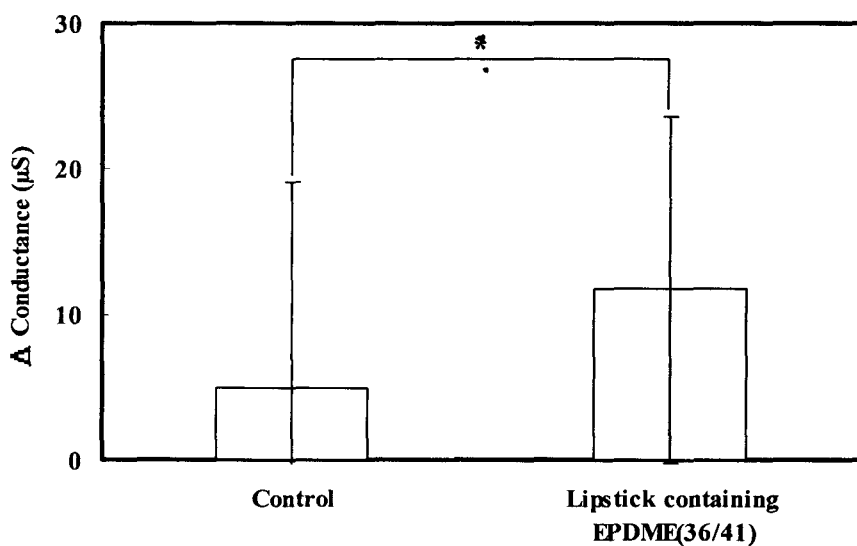 30
*
20
Δ Conductance (µS)
10
0
Control
Lipstick containing
EPDME(36/41)